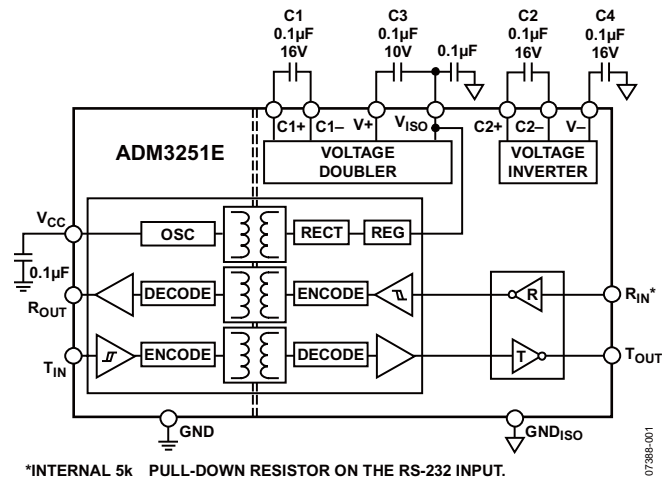 C1
0.1µF
16V
C3
0.1µF
10V
0.1µF
C2
0.1µF
16V
C4
0.1µF
16V
C1+ C1– V+ VISO C2+ C2– V–
ADM3251E
VOLTAGE
DOUBLER
VOLTAGE
INVERTER
VCC
OSC RECT REG
0.1µF
ROUT
DECODE ENCODE R RIN*
TIN
ENCODE DECODE T TOUT
GND
GNDISO
*INTERNAL 5k PULL-DOWN RESISTOR ON THE RS-232 INPUT.
07388-001